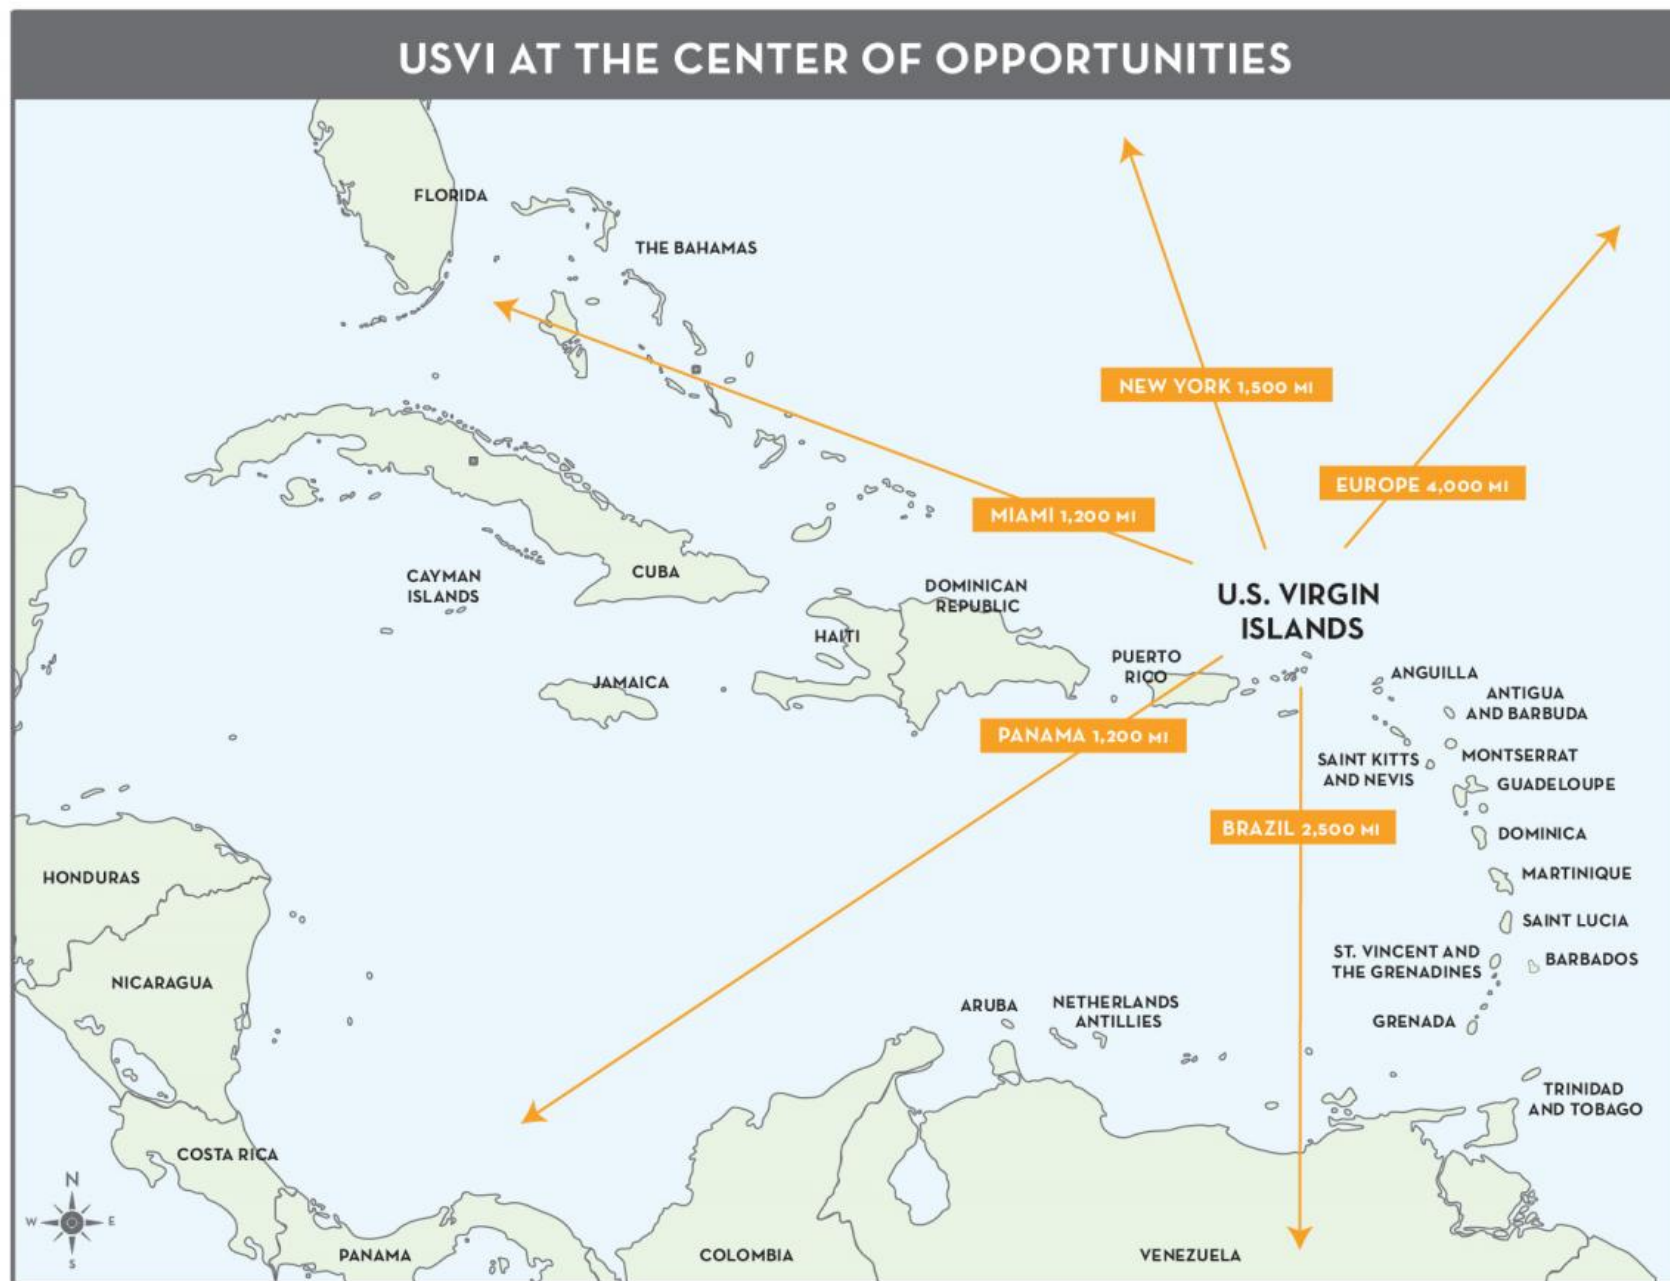 USVI AT THE CENTER OF OPPORTUNITIES
FLORIDA
THE BAHAMAS
NEW YORK 1,500 MI
EUROPE 4,000 MI
MIAMI 1,200 MI
CAYMAN
ISLANDS
CUBA
DOMINICAN
REPUBLIC
U.S. VIRGIN
ISLANDS
HAITI
JAMAICA
PUERTO
RICO
ANGUILLA
ANTIGUA
AND BARBUDA
PANAMA 1,200 MI
SAINT KITTS
AND NEVIS
MONTSERRAT
GUADELOUPE
BRAZIL 2,500 MI
DOMINICA
HONDURAS
MARTINIQUE
SAINT LUCIA
NICARAGUA
ST. VINCENT AND
THE GRENADINES
BARBADOS
ARUBA
NETHERLANDS
ANTILLIES
GRENADA
TRINIDAD
AND TOBAGO
COSTA RICA
N
W E
S
PANAMA
COLOMBIA
VENEZUELA